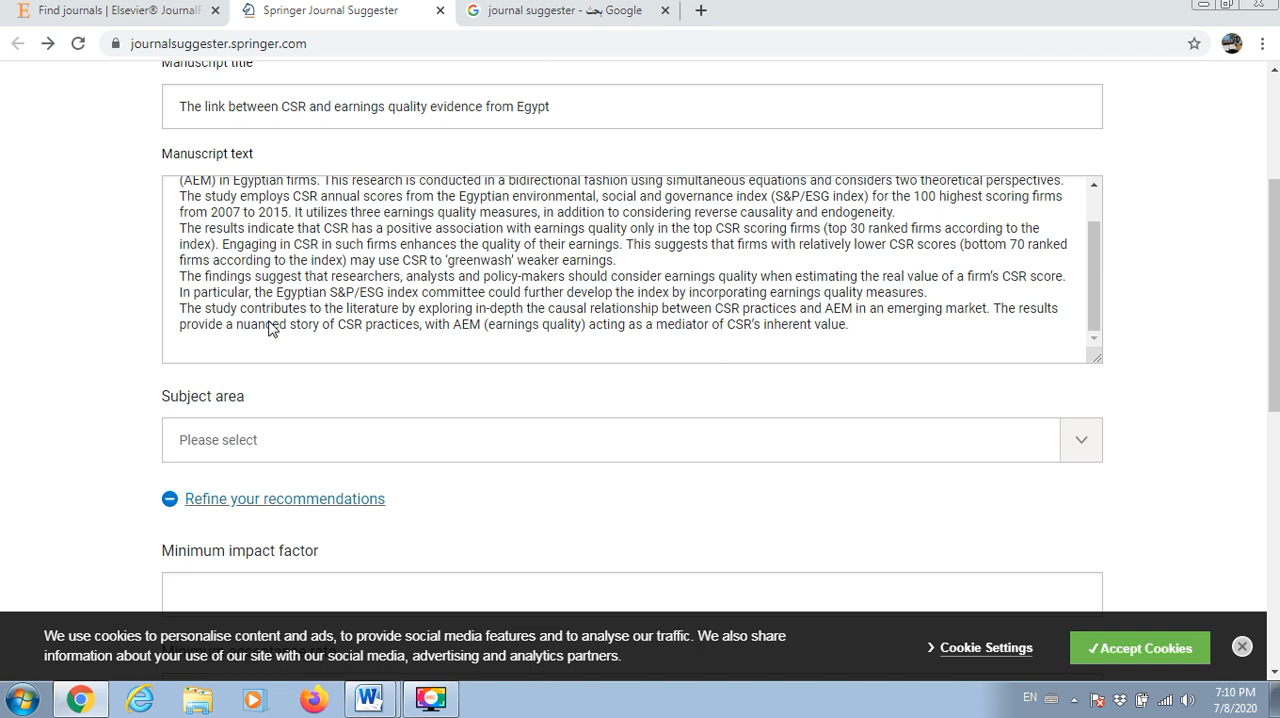 Find journals | Elsevier® JournalF
Springer Journal Suggester
journal suggester - بحث Google
journalsuggester.springer.com
Manuscript title
The link between CSR and earnings quality evidence from Egypt
Manuscript text
(AEM) in Egyptian firms. This research is conducted in a bidirectional fashion using simultaneous equations and considers two theoretical perspectives.
The study employs CSR annual scores from the Egyptian environmental, social and governance index (S&P/ESG index) for the 100 highest scoring firms
from 2007 to 2015. It utilizes three earnings quality measures, in addition to considering reverse causality and endogeneity.
The results indicate that CSR has a positive association with earnings quality only in the top CSR scoring firms (top 30 ranked firms according to the
index). Engaging in CSR in such firms enhances the quality of their earnings. This suggests that firms with relatively lower CSR scores (bottom 70 ranked
firms according to the index) may use CSR to ‘greenwash’ weaker earnings.
The findings suggest that researchers, analysts and policy-makers should consider earnings quality when estimating the real value of a firm’s CSR score.
In particular, the Egyptian S&P/ESG index committee could further develop the index by incorporating earnings quality measures.
The study contributes to the literature by exploring in-depth the causal relationship between CSR practices and AEM in an emerging market. The results
provide a nuanced story of CSR practices, with AEM (earnings quality) acting as a mediator of CSR’s inherent value.
Subject area
Please select
Refine your recommendations
Minimum impact factor
We use cookies to personalise content and ads, to provide social media features and to analyse our traffic. We also share
information about your use of our site with our social media, advertising and analytics partners.
Cookie Settings
✓Accept Cookies
EN
7:10 PM
7/8/2020